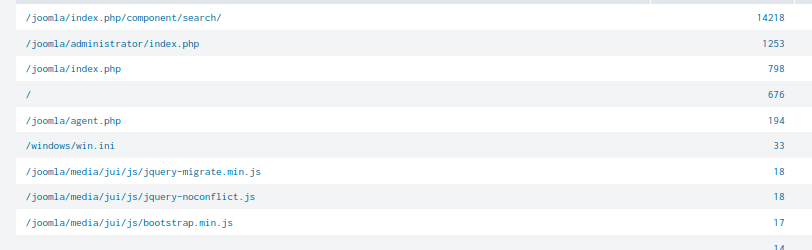 /joomla/index.php/component/search/ 14218
/joomla/administrator/index.php 1253
/joomla/index.php 798
/ 676
/joomla/agent.php 194
/windows/win.ini 33
/joomla/media/jui/js/jquery-migrate.min.js 18
/joomla/media/jui/js/jquery-noconflict.js 18
/joomla/media/jui/js/bootstrap.min.js 17